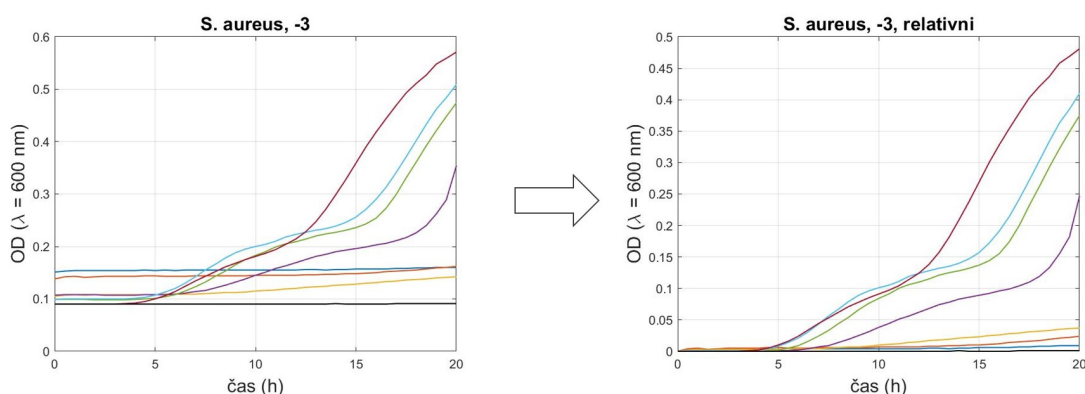 S. aureus, -3
0.6
0.5
0.4
0.3
0.2
0.1
0
OD (λ = 600 nm)
0 5 10 15 20
čas (h)
S. aureus, -3, relativni
0.5
0.45
0.4
0.35
0.3
0.25
0.2
0.15
0.1
0.05
0
OD (λ = 600 nm)
0 5 10 15 20
čas (h)